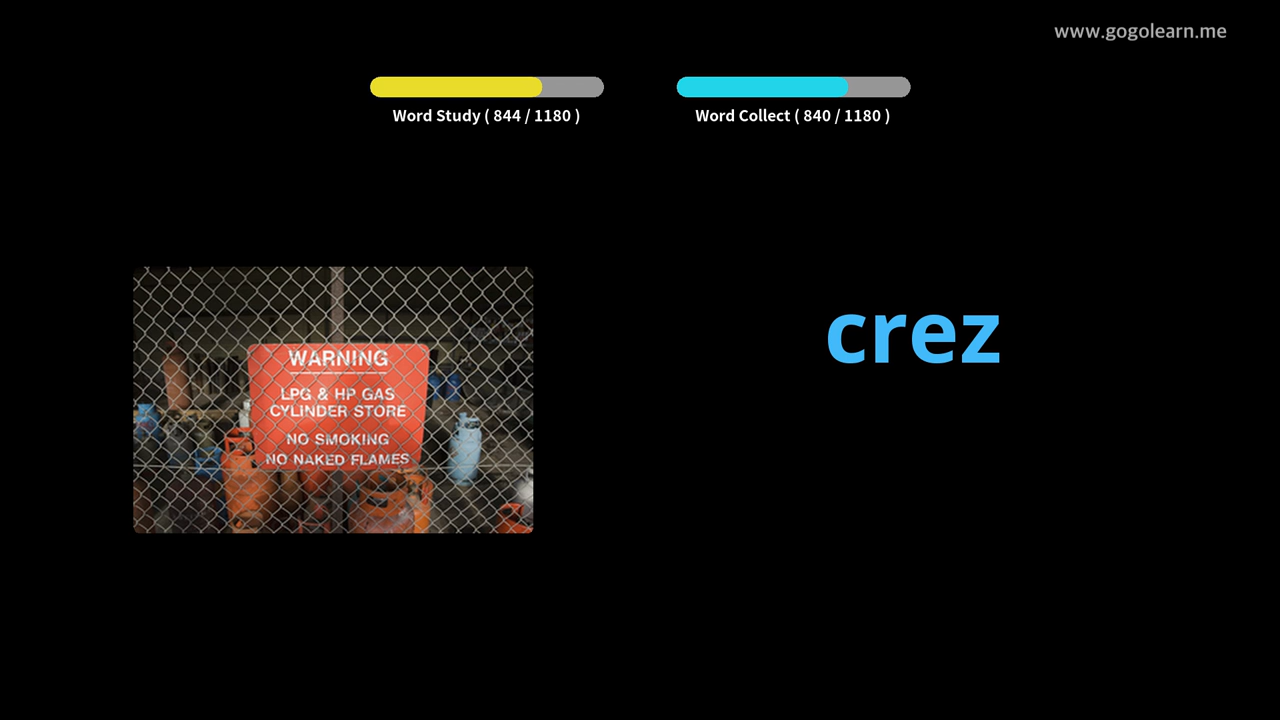 www.gogolearn.me
Word Study ( 844 / 1180 )
Word Collect ( 840 / 1180 )
crez
WARNING
LPG & HP GAS
CYLINDER STORE
NO SMOKING
NO NAKED FLAMES